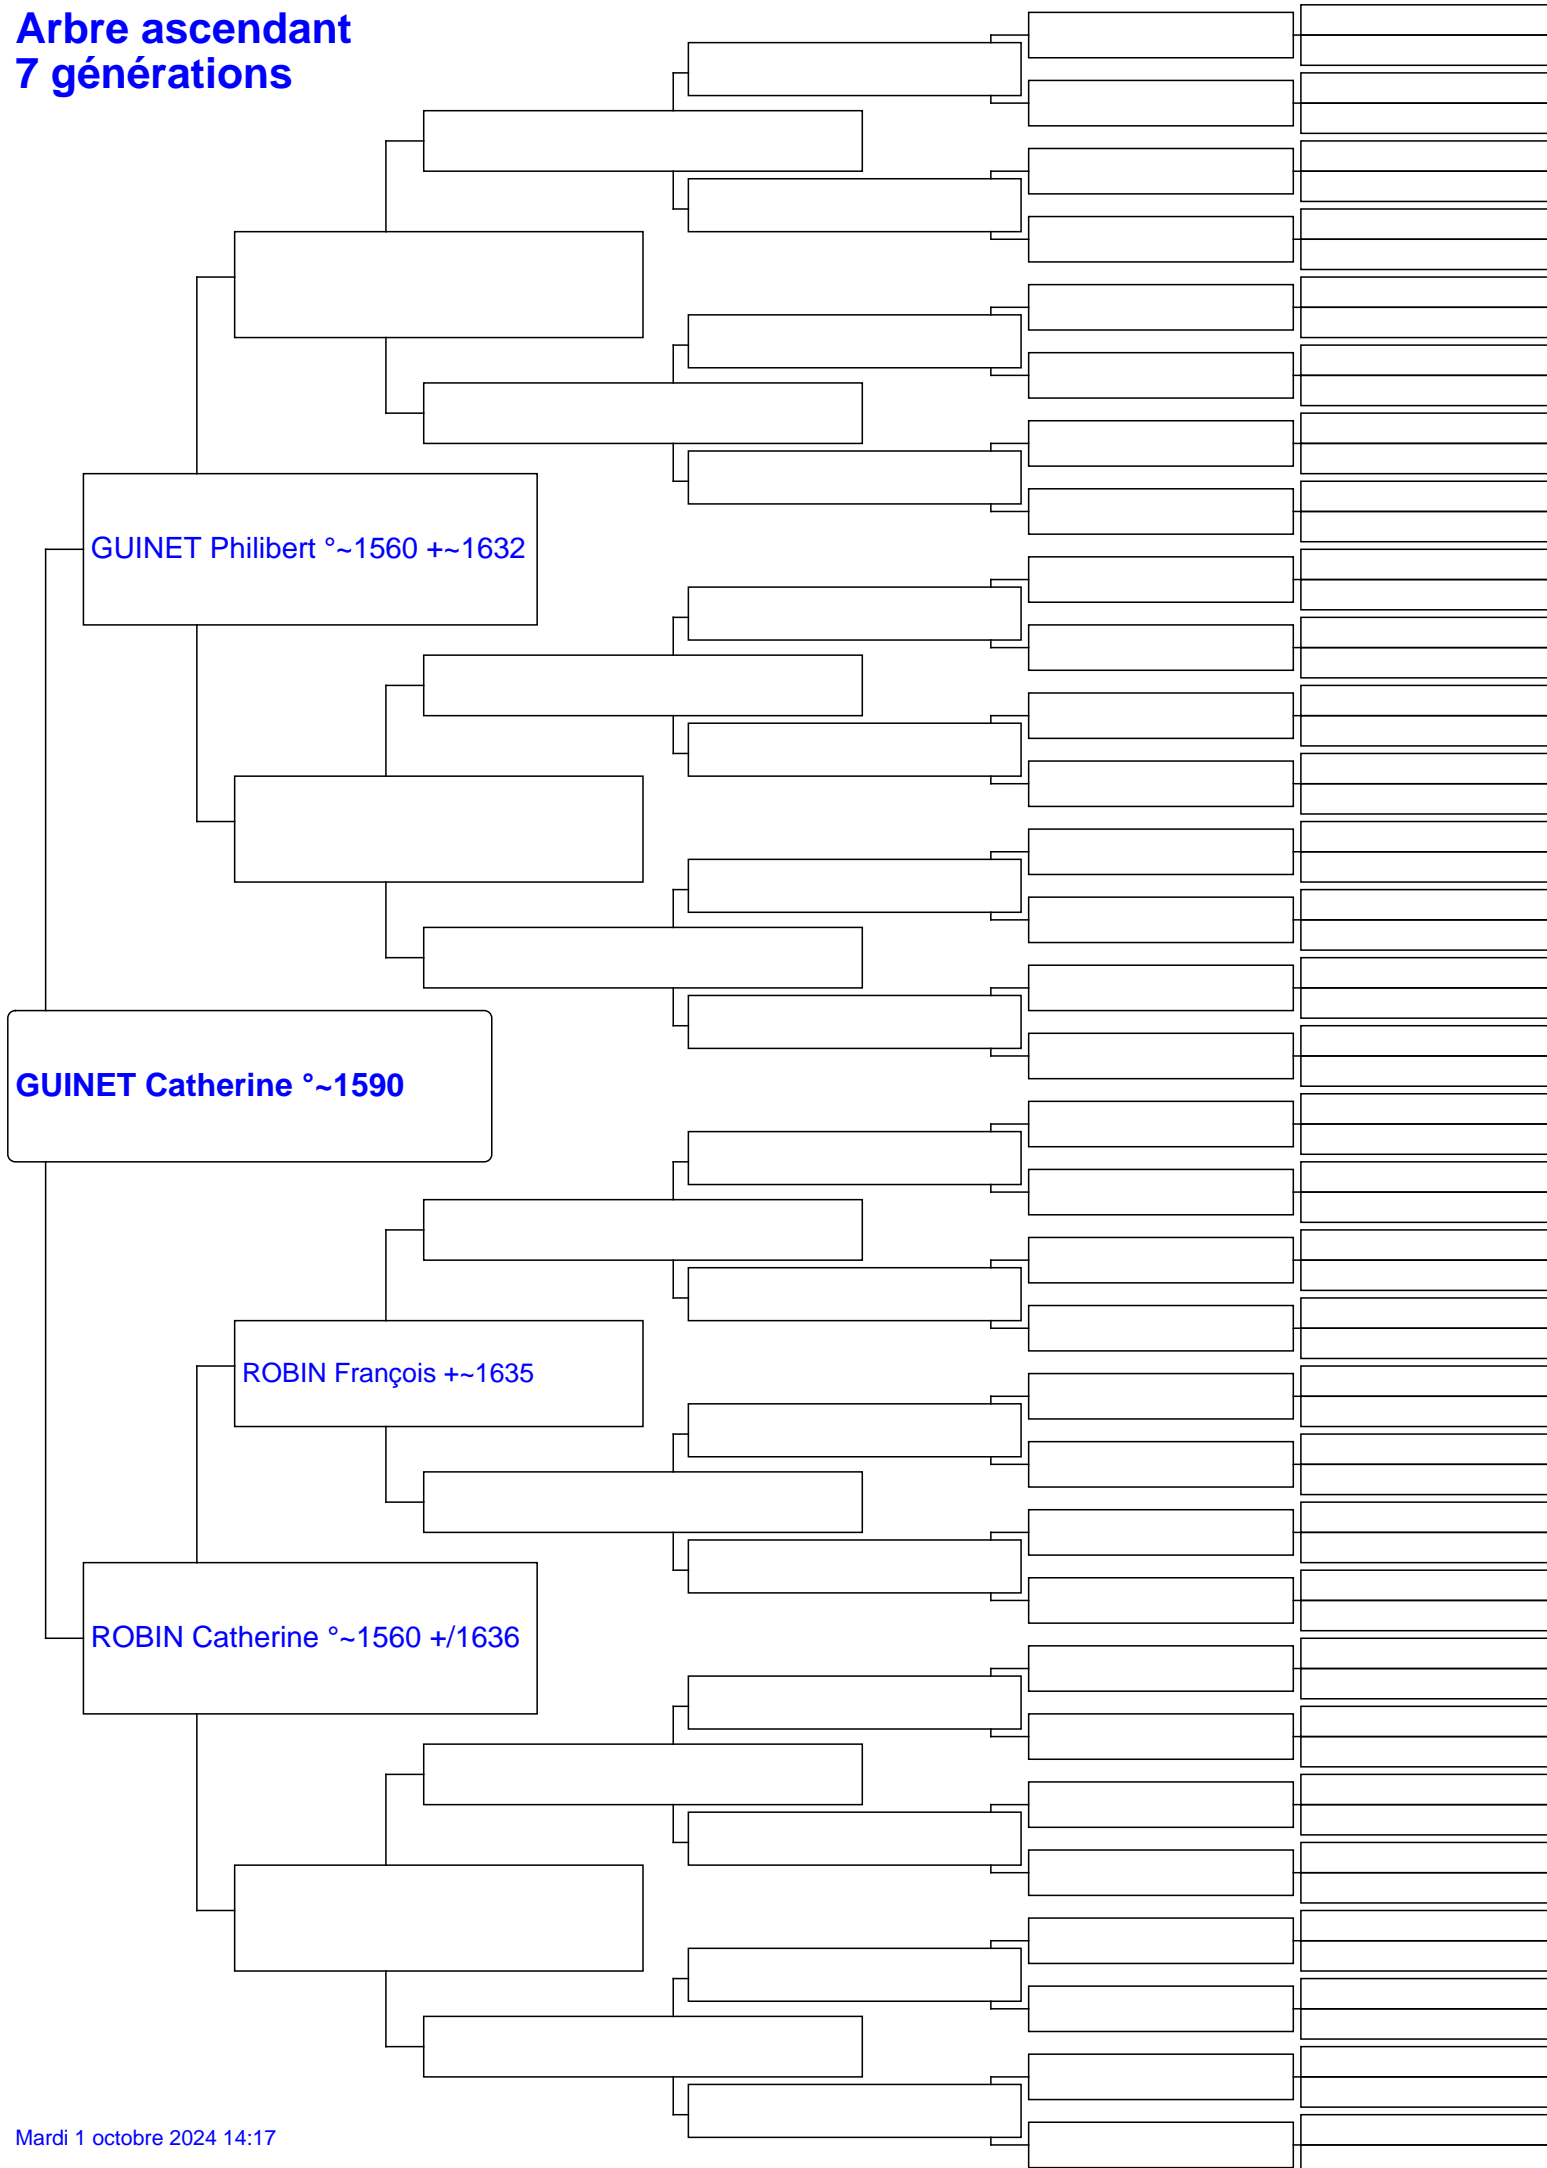 Arbre ascendant
7 générations
GUINET Philibert °~1560 +~1632
GUINET Catherine °~1590
ROBIN François +~1635
ROBIN Catherine °~1560 +/1636
Mardi 1 octobre 2024 14:17